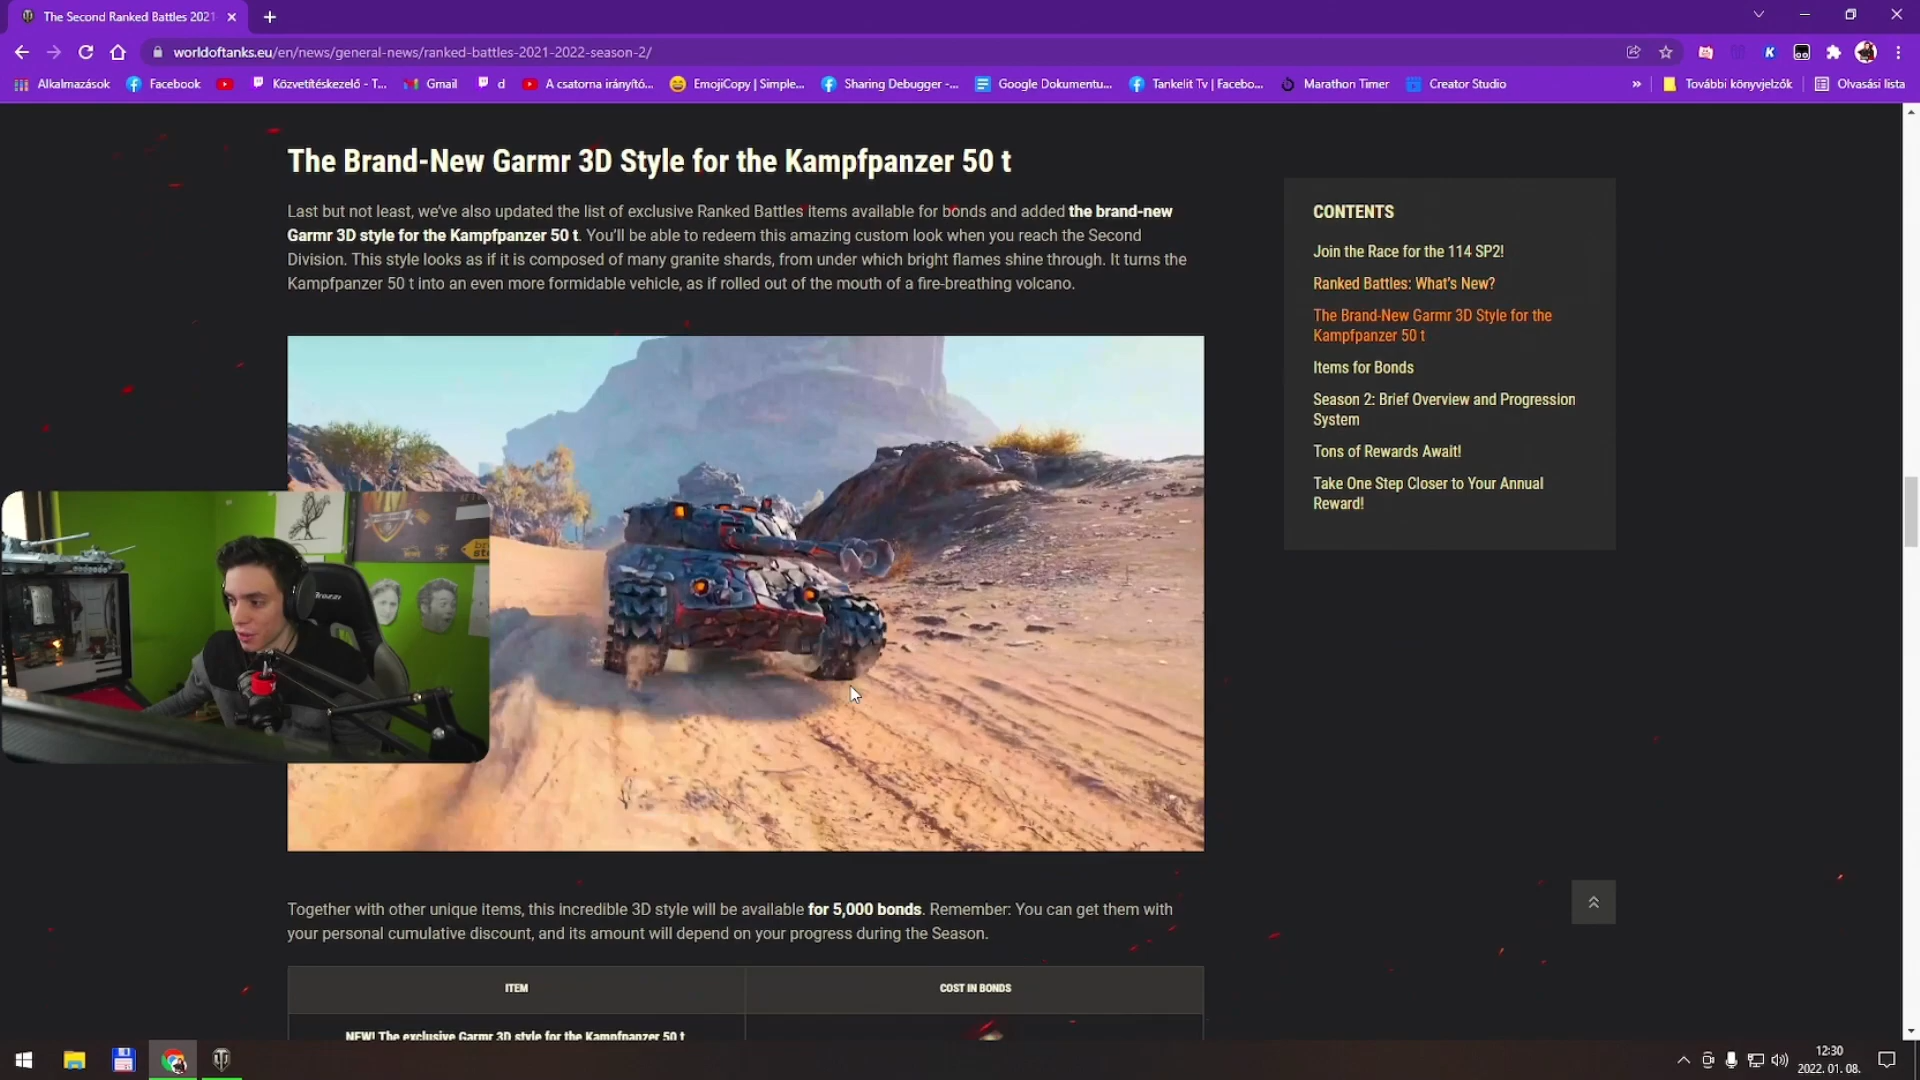 The Second Ranked Battles 2021
worldoftanks.eu/en/news/general-news/ranked-battles-2021-2022-season-2/
Alkalmazások
Facebook
Közvetítéskezelő - T...
Gmail
d
A csatorna irányító...
EmojiCopy | Simple...
Sharing Debugger -...
Google Dokumentu...
Tankelit Tv | Facebo...
Marathon Timer
Creator Studio
»
További könyvjelzők
Olvasási lista
The Brand-New Garmr 3D Style for the Kampfpanzer 50 t
Last but not least, we've also updated the list of exclusive Ranked Battles items available for bonds and added the brand-new
Garmr 3D style for the Kampfpanzer 50 t. You'll be able to redeem this amazing custom look when you reach the Second
Division. This style looks as if it is composed of many granite shards, from under which bright flames shine through. It turns the
Kampfpanzer 50 t into an even more formidable vehicle, as if rolled out of the mouth of a fire-breathing volcano.
CONTENTS
Join the Race for the 114 SP2!
Ranked Battles: What's New?
The Brand-New Garmr 3D Style for the
Kampfpanzer 50 t
Items for Bonds
Season 2: Brief Overview and Progression
System
Tons of Rewards Await!
Take One Step Closer to Your Annual
Reward!
Together with other unique items, this incredible 3D style will be available for 5,000 bonds. Remember: You can get them with
your personal cumulative discount, and its amount will depend on your progress during the Season.
ITEM
COST IN BONDS
NEW! The exclusive Garmr 3D style for the Kampfpanzer 50 t
12:30
2022. 01. 08.